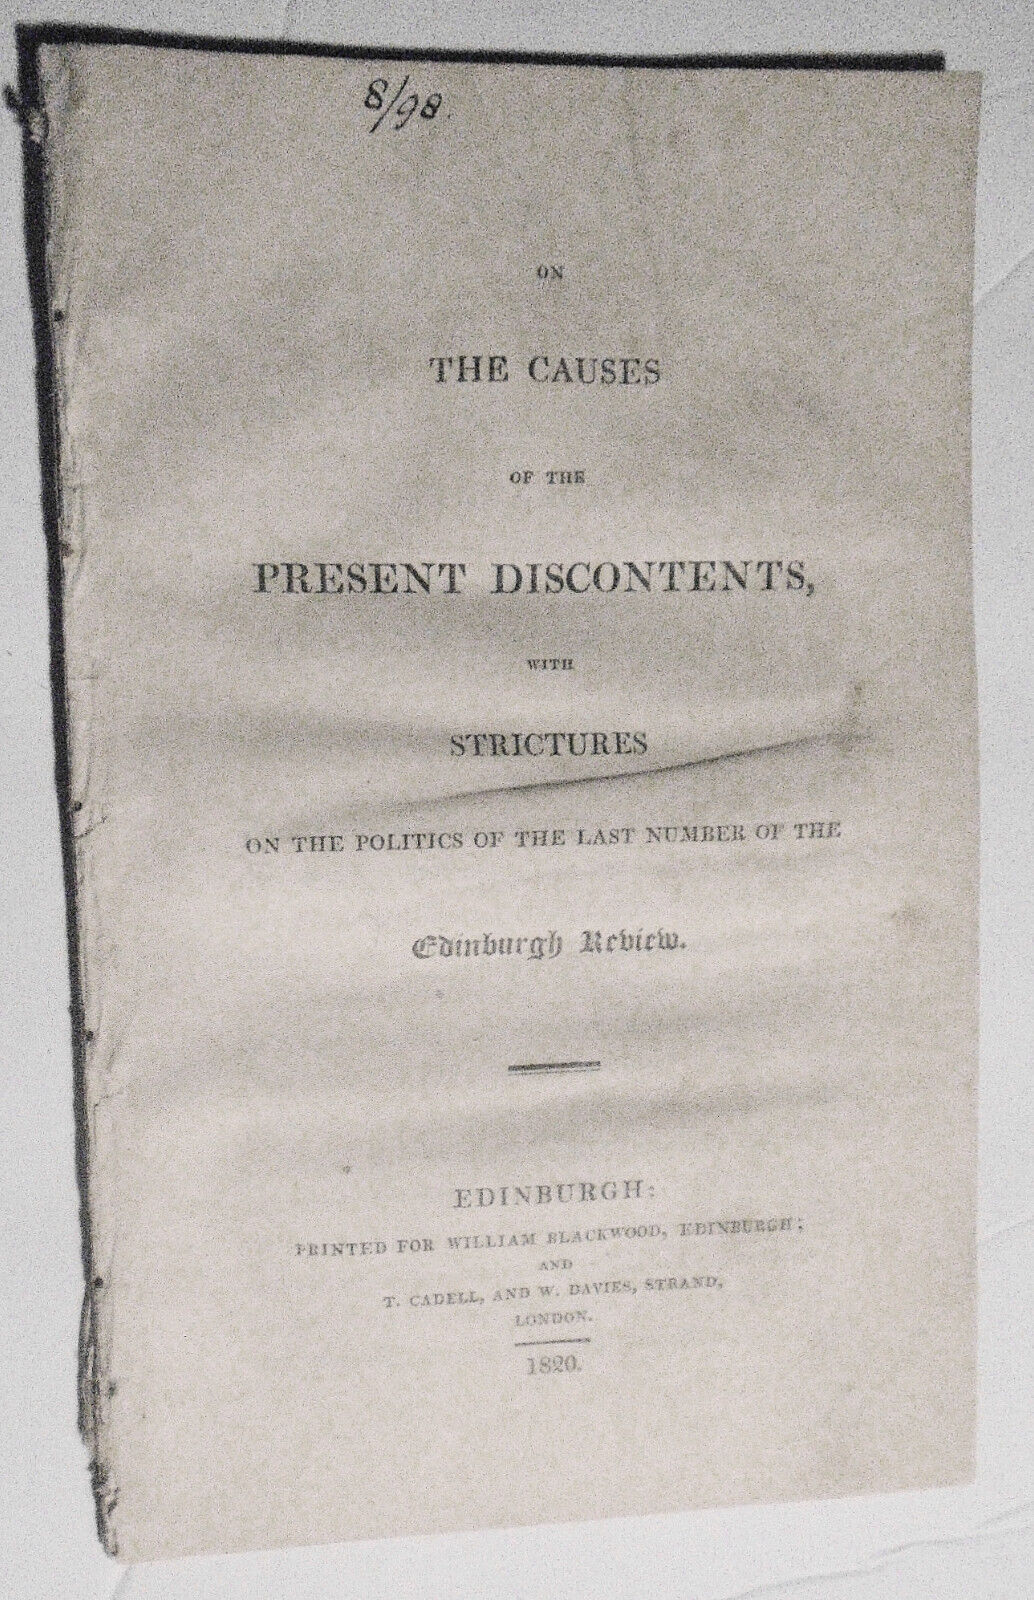 8/98.
ON
THE CAUSES
OF THE
PRESENT DISCONTENTS,
WITH
STRICTURES
ON THE POLITICS OF THE LAST NUMBER OF THE
Edinburgh Review.
EDINBURGH:
PRINTED FOR WILLIAM BLACKWOOD, EDINBURGH;
AND
T. CADELL, AND W. DAVIES, STRAND,
LONDON.
1820.